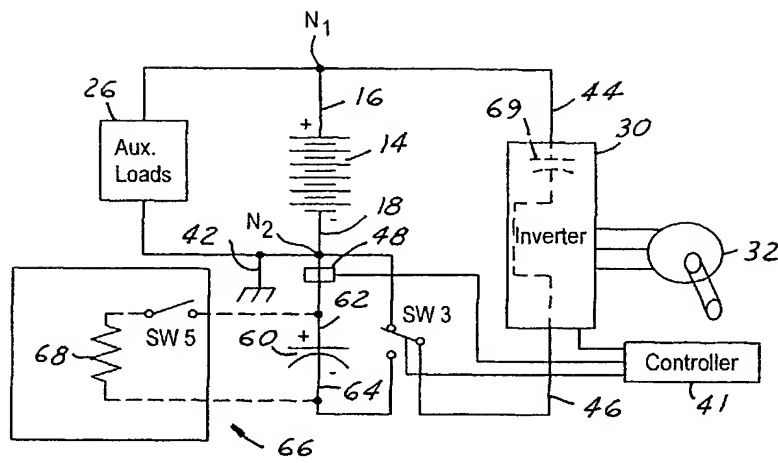 N1
26
16
44
+
69
30
Aux.
Loads
14
-
18
N2
48
42
Inverter
32
62
SW 3
SW 5
60
+
68
-
64
Controller
46
41
66